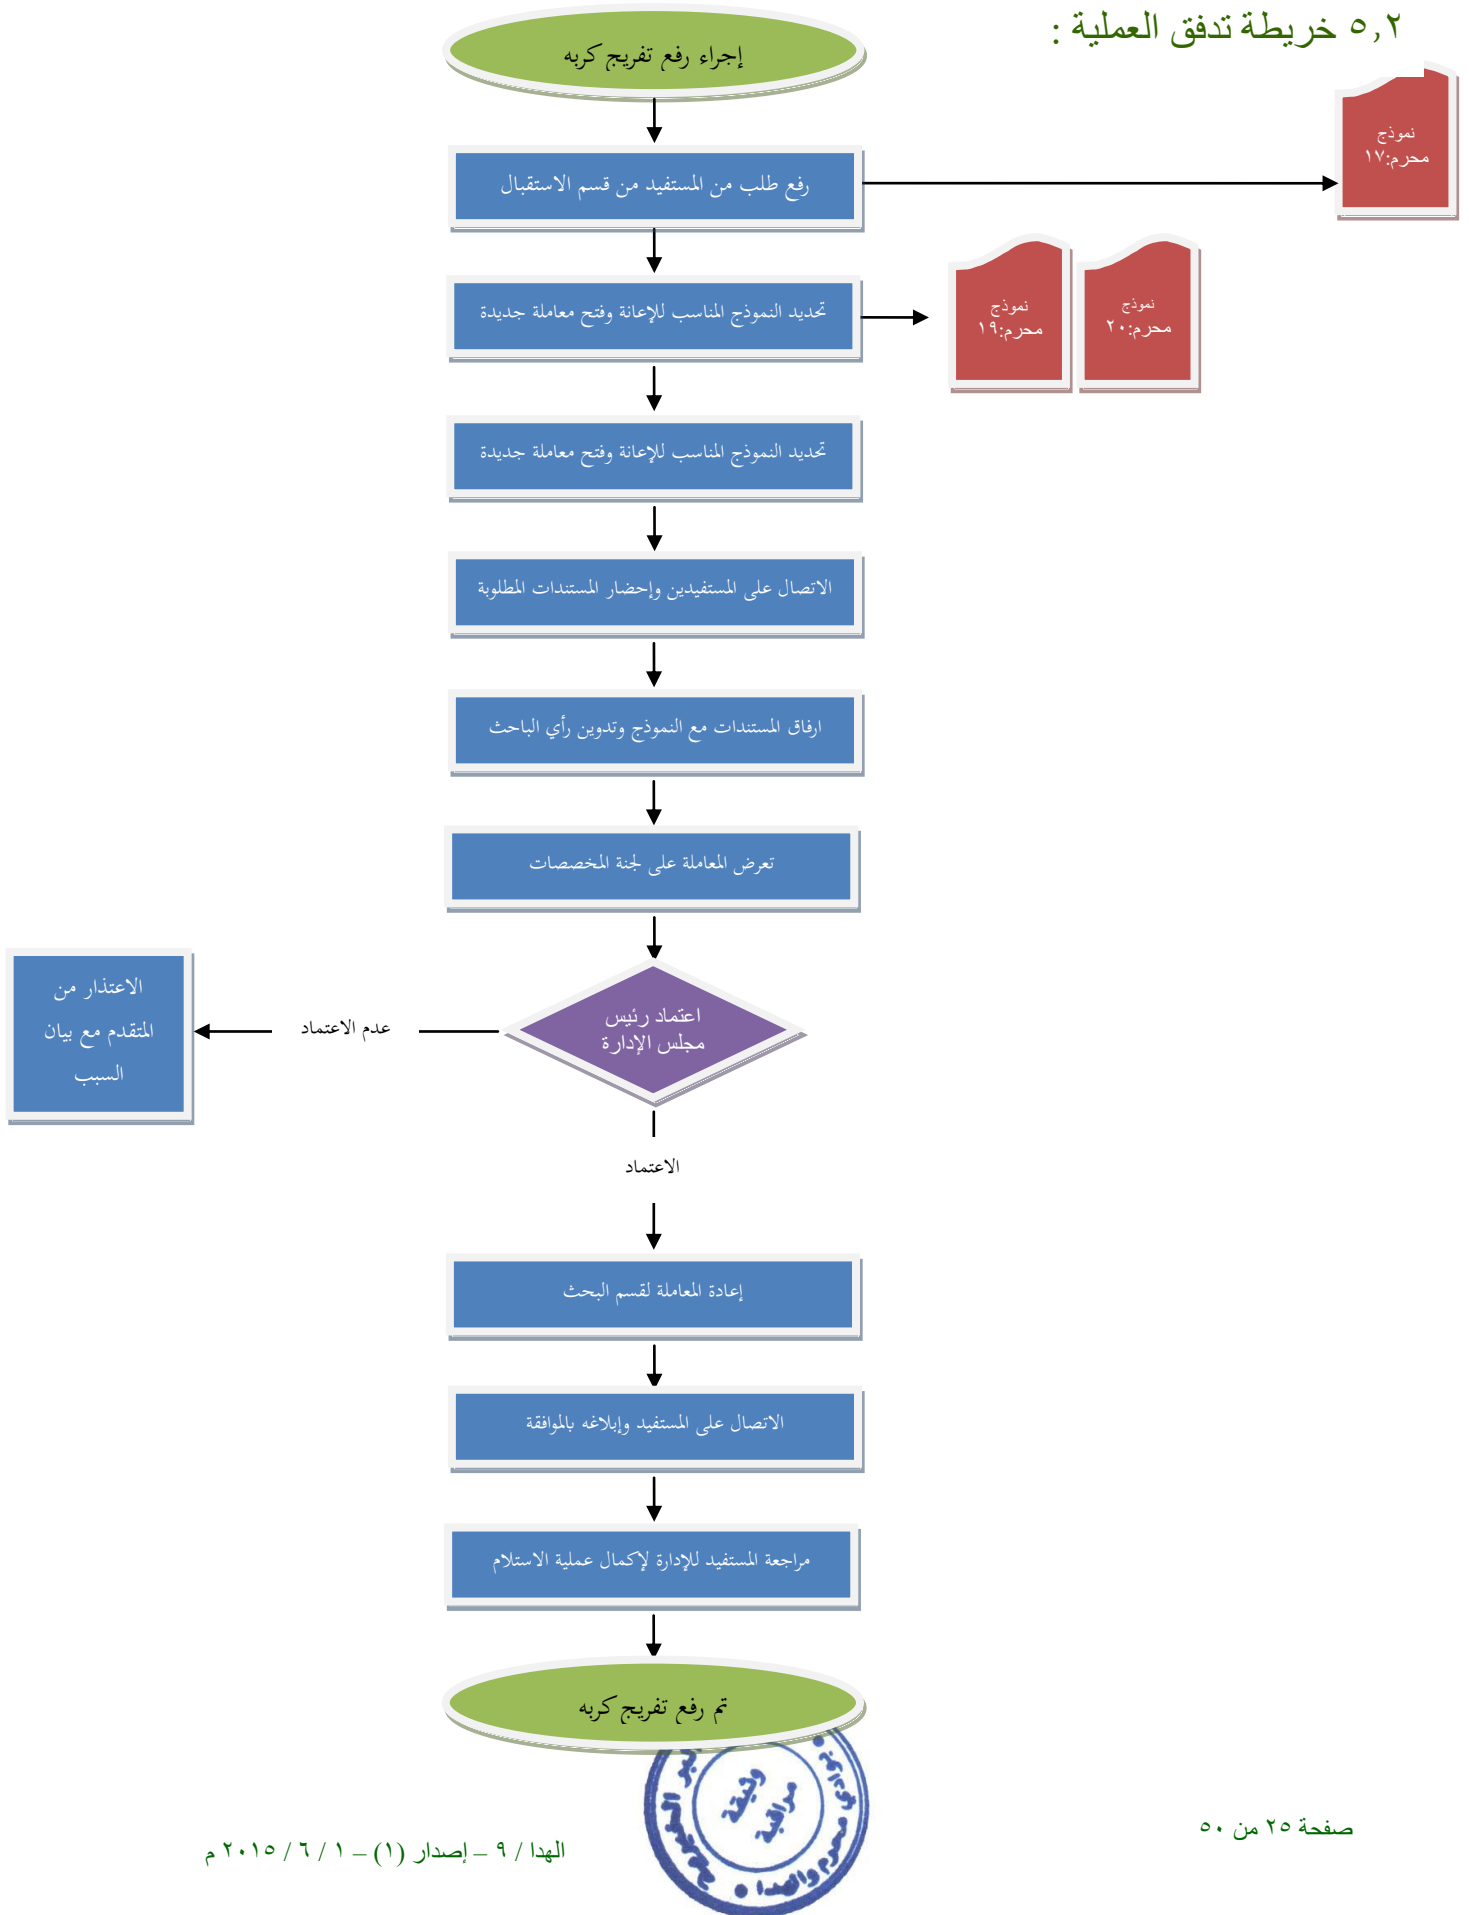 ٥,٢ خريطة تدفق العملية :
إجراء رفع تفريج كربه
رفع طلب من المستفيد من قسم الاستقبال
نموذج
محرم:١٧
تحديد النموذج المناسب للإعانة وفتح معاملة جديدة
نموذج
محرم:١٩
نموذج
محرم:٢٠
تحديد النموذج المناسب للإعانة وفتح معاملة جديدة
الاتصال على المستفيدين وإحضار المستندات المطلوبة
ارفاق المستندات مع النموذج وتدوين رأي الباحث
تعرض المعاملة على لجنة المخصصات
اعتماد رئيس
مجلس الإدارة
عدم الاعتماد
الاعتذار من
المتقدم مع بيان
السبب
الاعتماد
إعادة المعاملة لقسم البحث
الاتصال على المستفيد وإبلاغه بالموافقة
مراجعة المستفيد للإدارة لإكمال عملية الاستلام
تم رفع تفريج كربه
وثيقة
مراقبة
صفحة ٢٥ من ٥٠
الهدا / ٩ – إصدار (١) – ١ / ٦ / ٢٠١٥ م